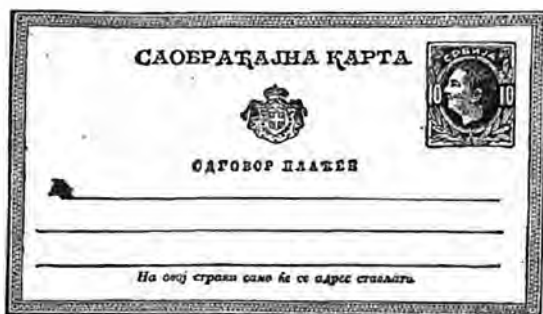 САОБРАЋАЈНА КАРТА
СРБИЈА
10 10
ОДГОВОР ПЛАЋЕН
На овој страни само ће се адрес стављати.